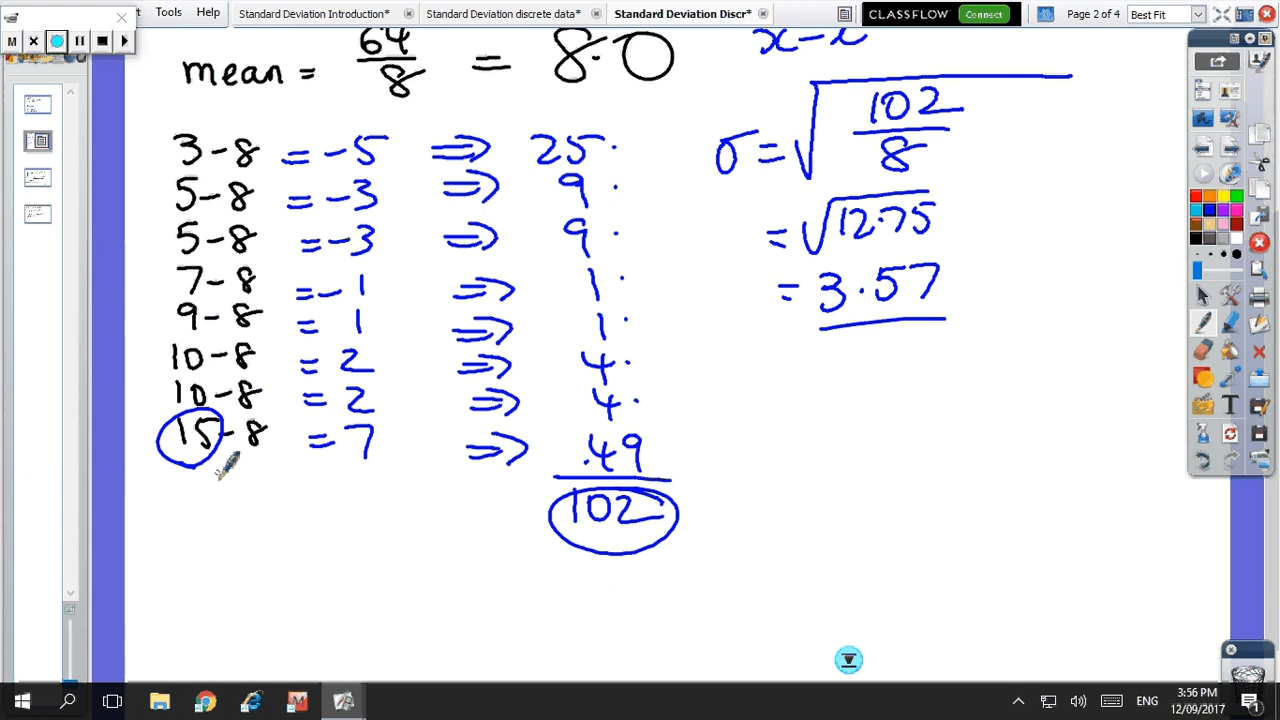 Tools Help
Standard Deviation Introduction* Standard Deviation discrete data* Standard Deviation Discr* CLASSFLOW Connect Page 2 of 4 Best Fit
M
mean = 64/8 = 8.0
3-8 = -5 ⇒ 25.
5-8 = -3 ⇒ 9.
5-8 = -3 ⇒ 9.
7-8 = -1 ⇒ 1.
9-8 = 1 ⇒ 1.
10-8 = 2 ⇒ 4.
10-8 = 2 ⇒ 4.
15-8 = 7 ⇒ .49
102
σ = √102/8
= √12.75
= 3.57
T
ENG
3:56 PM
12/09/2017